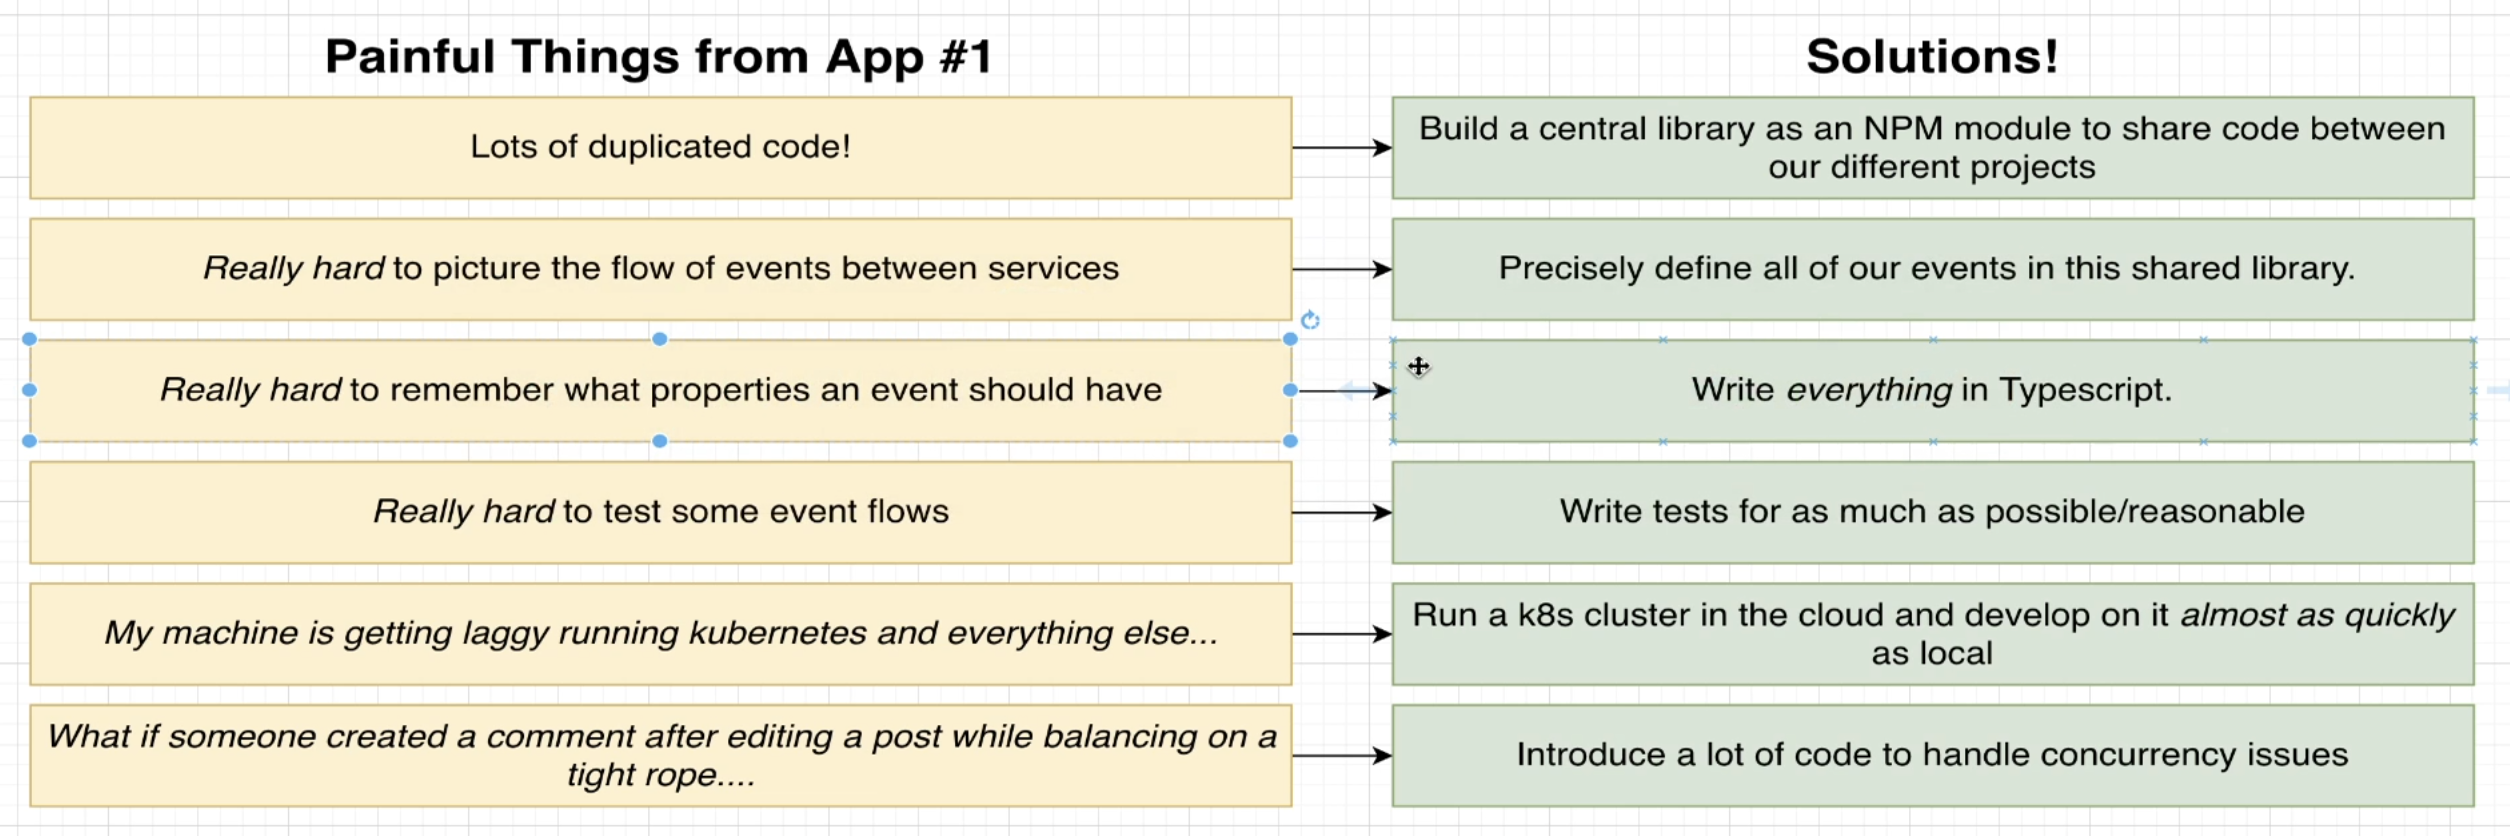 Painful Things from App #1
Solutions!
Lots of duplicated code!
Build a central library as an NPM module to share code between
our different projects
Really hard to picture the flow of events between services
Precisely define all of our events in this shared library.
Really hard to remember what properties an event should have
Write everything in Typescript.
Really hard to test some event flows
Write tests for as much as possible/reasonable
My machine is getting laggy running kubernetes and everything else...
Run a k8s cluster in the cloud and develop on it almost as quickly
as local
What if someone created a comment after editing a post while balancing on a
tight rope....
Introduce a lot of code to handle concurrency issues